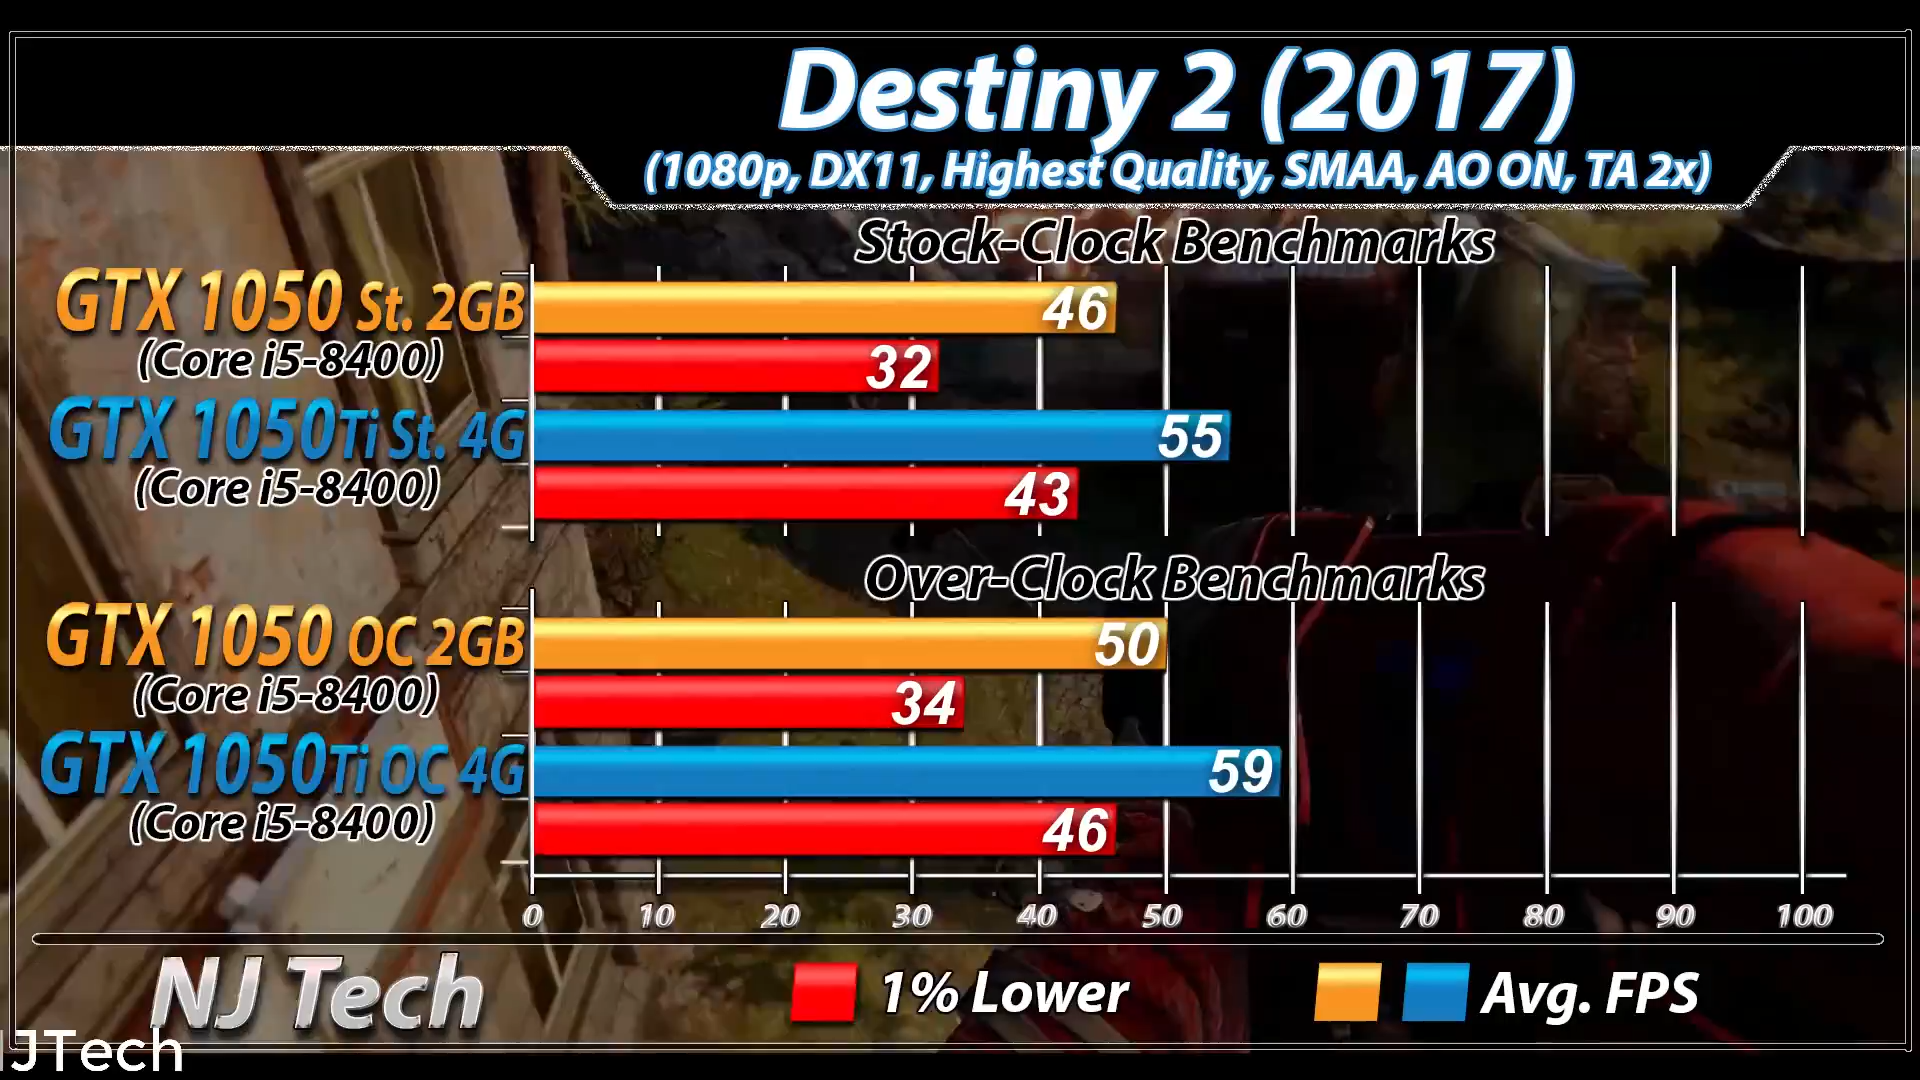 Destiny 2 (2017)
(1080p, DX11, Highest Quality, SMAA, AO ON, TA 2x)
Stock-Clock Benchmarks
GTX 1050 St. 2GB
46
(Core i5-8400)
32
GTX 1050Ti St. 4G
55
(Core i5-8400)
43
Over-Clock Benchmarks
GTX 1050 OC 2GB
50
(Core i5-8400)
34
GTX 1050Ti OC 4G
59
(Core i5-8400)
46
0 10 20 30 40 50 60 70 80 90 100
NJ Tech
1% Lower
Avg. FPS
JTech